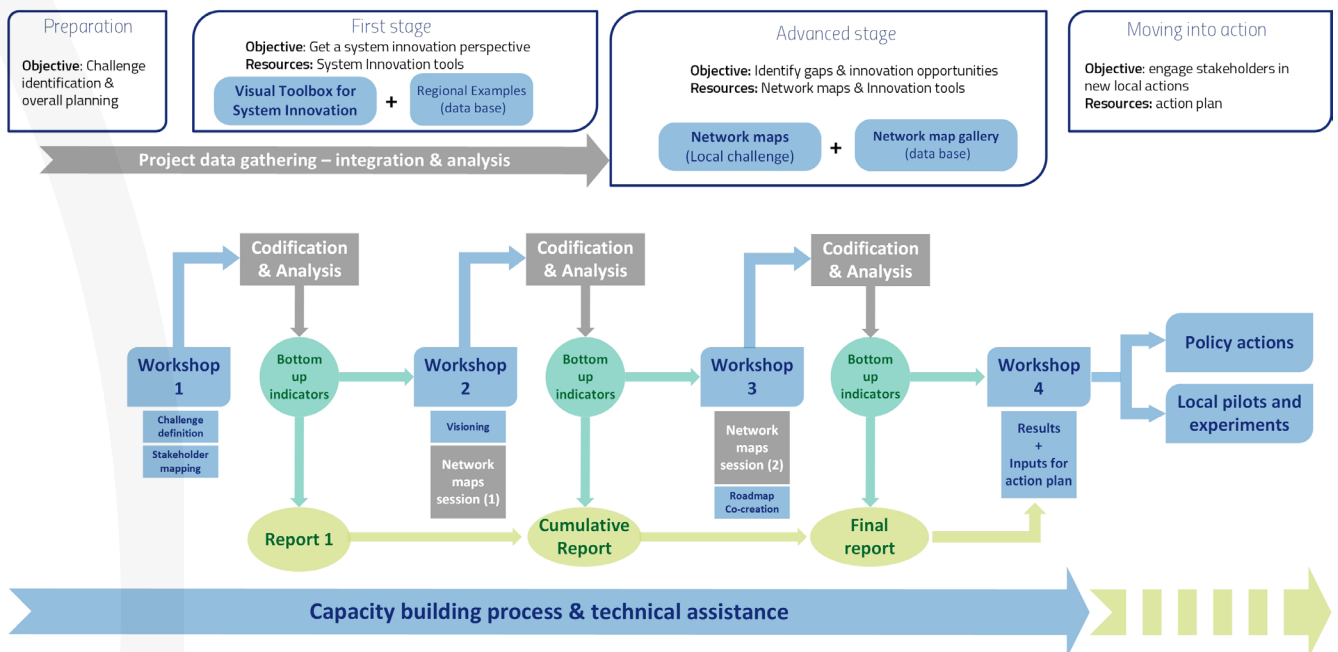 Preparation
Objective: Challenge
identification &
overall planning
First stage
Objective: Get a system innovation perspective
Resources: System Innovation tools
Visual Toolbox for
System Innovation
+
Regional Examples
(data base)
Advanced stage
Objective: Identify gaps & innovation opportunities
Resources: Network maps & Innovation tools
Network maps
(Local challenge)
+
Network map gallery
(data base)
Moving into action
Objective: engage stakeholders in
new local actions
Resources: action plan
Project data gathering – integration & analysis
Codification
& Analysis
Codification
& Analysis
Codification
& Analysis
Workshop
1
Bottom
up
indicators
Workshop
2
Bottom
up
indicators
Workshop
3
Bottom
up
indicators
Workshop
4
Policy actions
Local pilots and
experiments
Challenge
definition
Stakeholder
mapping
Visioning
Network
maps
session (1)
Network
maps
session (2)
Roadmap
Co-creation
Results
+
Inputs for
action plan
Report 1
Cumulative
Report
Final
report
Capacity building process & technical assistance